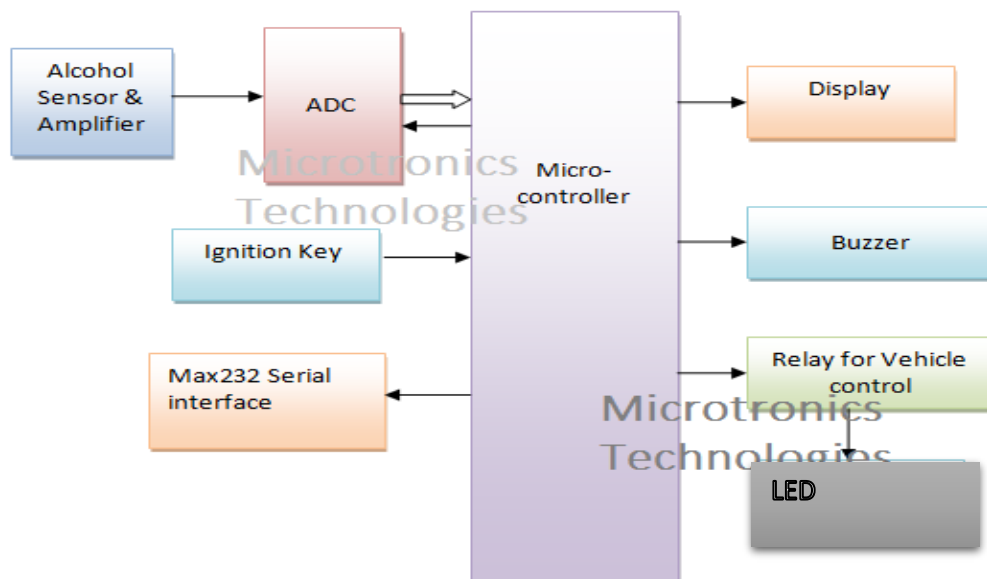 Alcohol
Sensor &
Amplifier
ADC
Micro-
controller
Display
Microtronics
Technologies
Ignition Key
Buzzer
Max232 Serial
interface
Relay for Vehicle
control
Microtronics
Technologies
LED